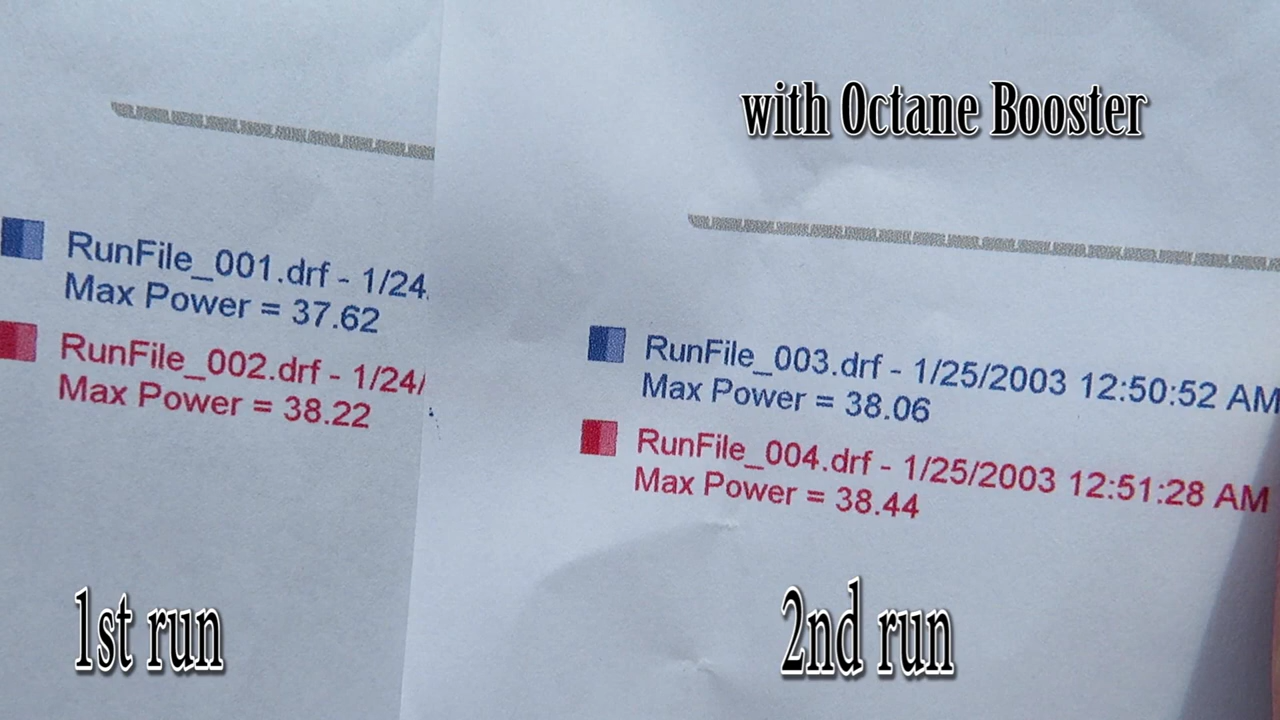 with Octane Booster
RunFile_001.drf - 1/24.
Max Power = 37.62
RunFile_002.drf - 1/24/
Max Power = 38.22
RunFile_003.drf - 1/25/2003 12:50:52 AM
Max Power = 38.06
RunFile_004.drf - 1/25/2003 12:51:28 AM
Max Power = 38.44
1st run
2nd run